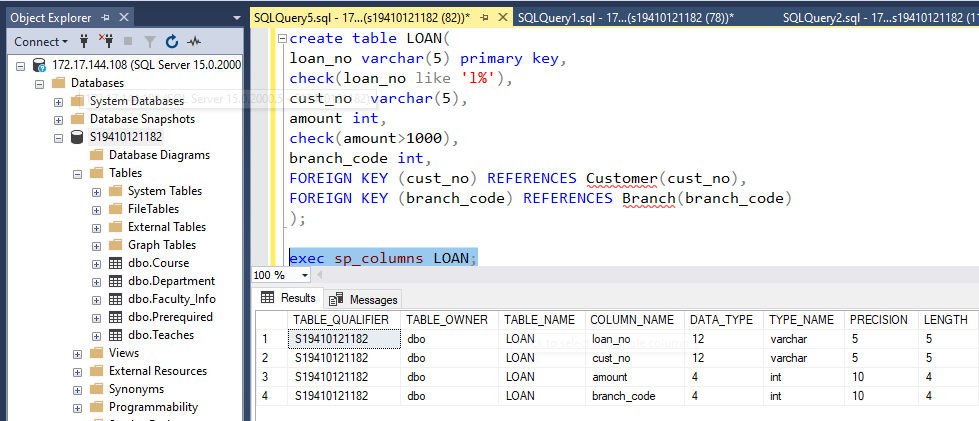 Object Explorer
SQLQuery5.sql - 17...(s19410121182 (82))* SQLQuery1.sql - 17...(s19410121182 (78))* SQLQuery2.sql - 17...s19410121182 (11
Connect
172.17.144.108 (SQL Server 15.0.2000
Databases
System Databases
Database Snapshots
S19410121182
Database Diagrams
Tables
System Tables
FileTables
External Tables
Graph Tables
dbo.Course
dbo.Department
dbo.Faculty_Info
dbo.Prerequired
dbo.Teaches
Views
External Resources
Synonyms
Programmability
create table LOAN(
loan_no varchar(5) primary key,
check(loan_no like 'l%'),
cust_no varchar(5),
amount int,
check(amount>1000),
branch_code int,
FOREIGN KEY (cust_no) REFERENCES Customer(cust_no),
FOREIGN KEY (branch_code) REFERENCES Branch(branch_code)
);
exec sp_columns LOAN;
100 %
Results Messages
TABLE_QUALIFIER TABLE_OWNER TABLE_NAME COLUMN_NAME DATA_TYPE TYPE_NAME PRECISION LENGTH
1 S19410121182 dbo LOAN loan_no 12 varchar 5 5
2 S19410121182 dbo LOAN cust_no 12 varchar 5 5
3 S19410121182 dbo LOAN amount 4 int 10 4
4 S19410121182 dbo LOAN branch_code 4 int 10 4